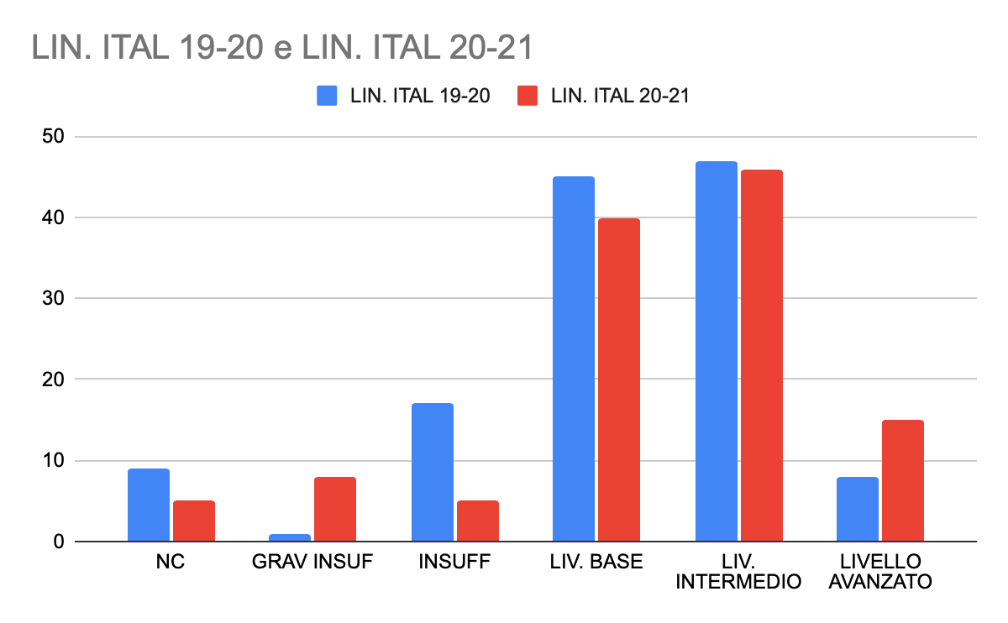 LIN. ITAL 19-20 e LIN. ITAL 20-21
LIN. ITAL 19-20 LIN. ITAL 20-21
50
40
30
20
10
0
NC GRAV INSUF INSUFF LIV. BASE LIV. INTERMEDIO LIVELLO AVANZATO